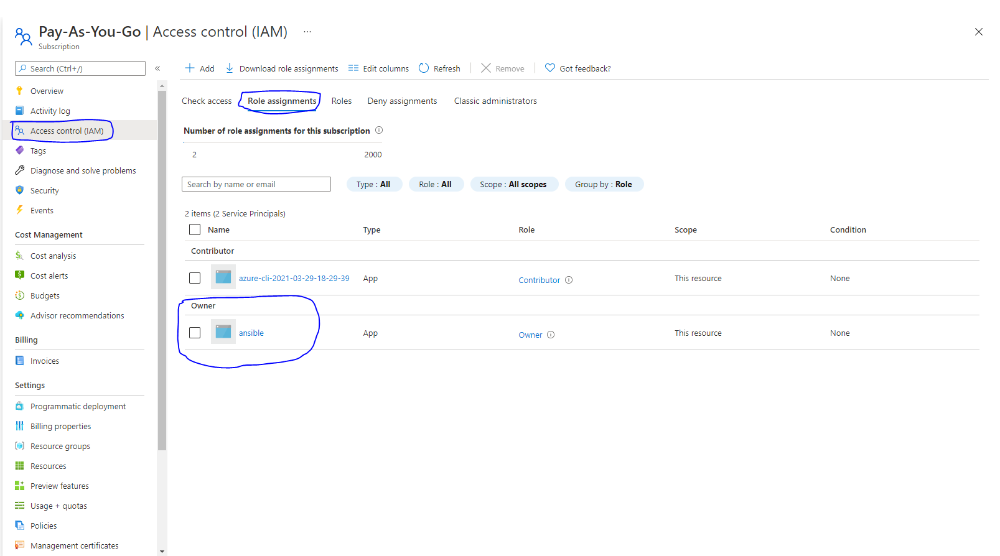 Pay-As-You-Go | Access control (IAM) ...
Subscription
Search (Ctrl+/)
«
Overview
Activity log
Access control (IAM)
Tags
Diagnose and solve problems
Security
Events
Cost Management
Cost analysis
Cost alerts
Budgets
Advisor recommendations
Billing
Invoices
Settings
Programmatic deployment
Billing properties
Resource groups
Resources
Preview features
Usage + quotas
Policies
Management certificates
Add Download role assignments Edit columns Refresh Remove Got feedback?
Check access Role assignments Roles Deny assignments Classic administrators
Number of role assignments for this subscription
2 2000
Search by name or email Type : All Role : All Scope : All scopes Group by : Role
2 items (2 Service Principals)
Name Type Role Scope Condition
Contributor
azure-cli-2021-03-29-18-29-39 App Contributor This resource None
Owner
ansible App Owner This resource None